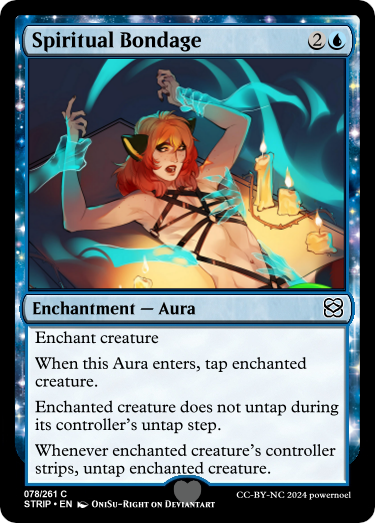 Spiritual Bondage 2
Enchantment — Aura
Enchant creature
When this Aura enters, tap enchanted
creature.
Enchanted creature does not untap during
its controller's untap step.
Whenever enchanted creature's controller
strips, untap enchanted creature.
078/261 C
STRIP • EN OniSu-Right on Deviantart
CC-BY-NC 2024 powernoel